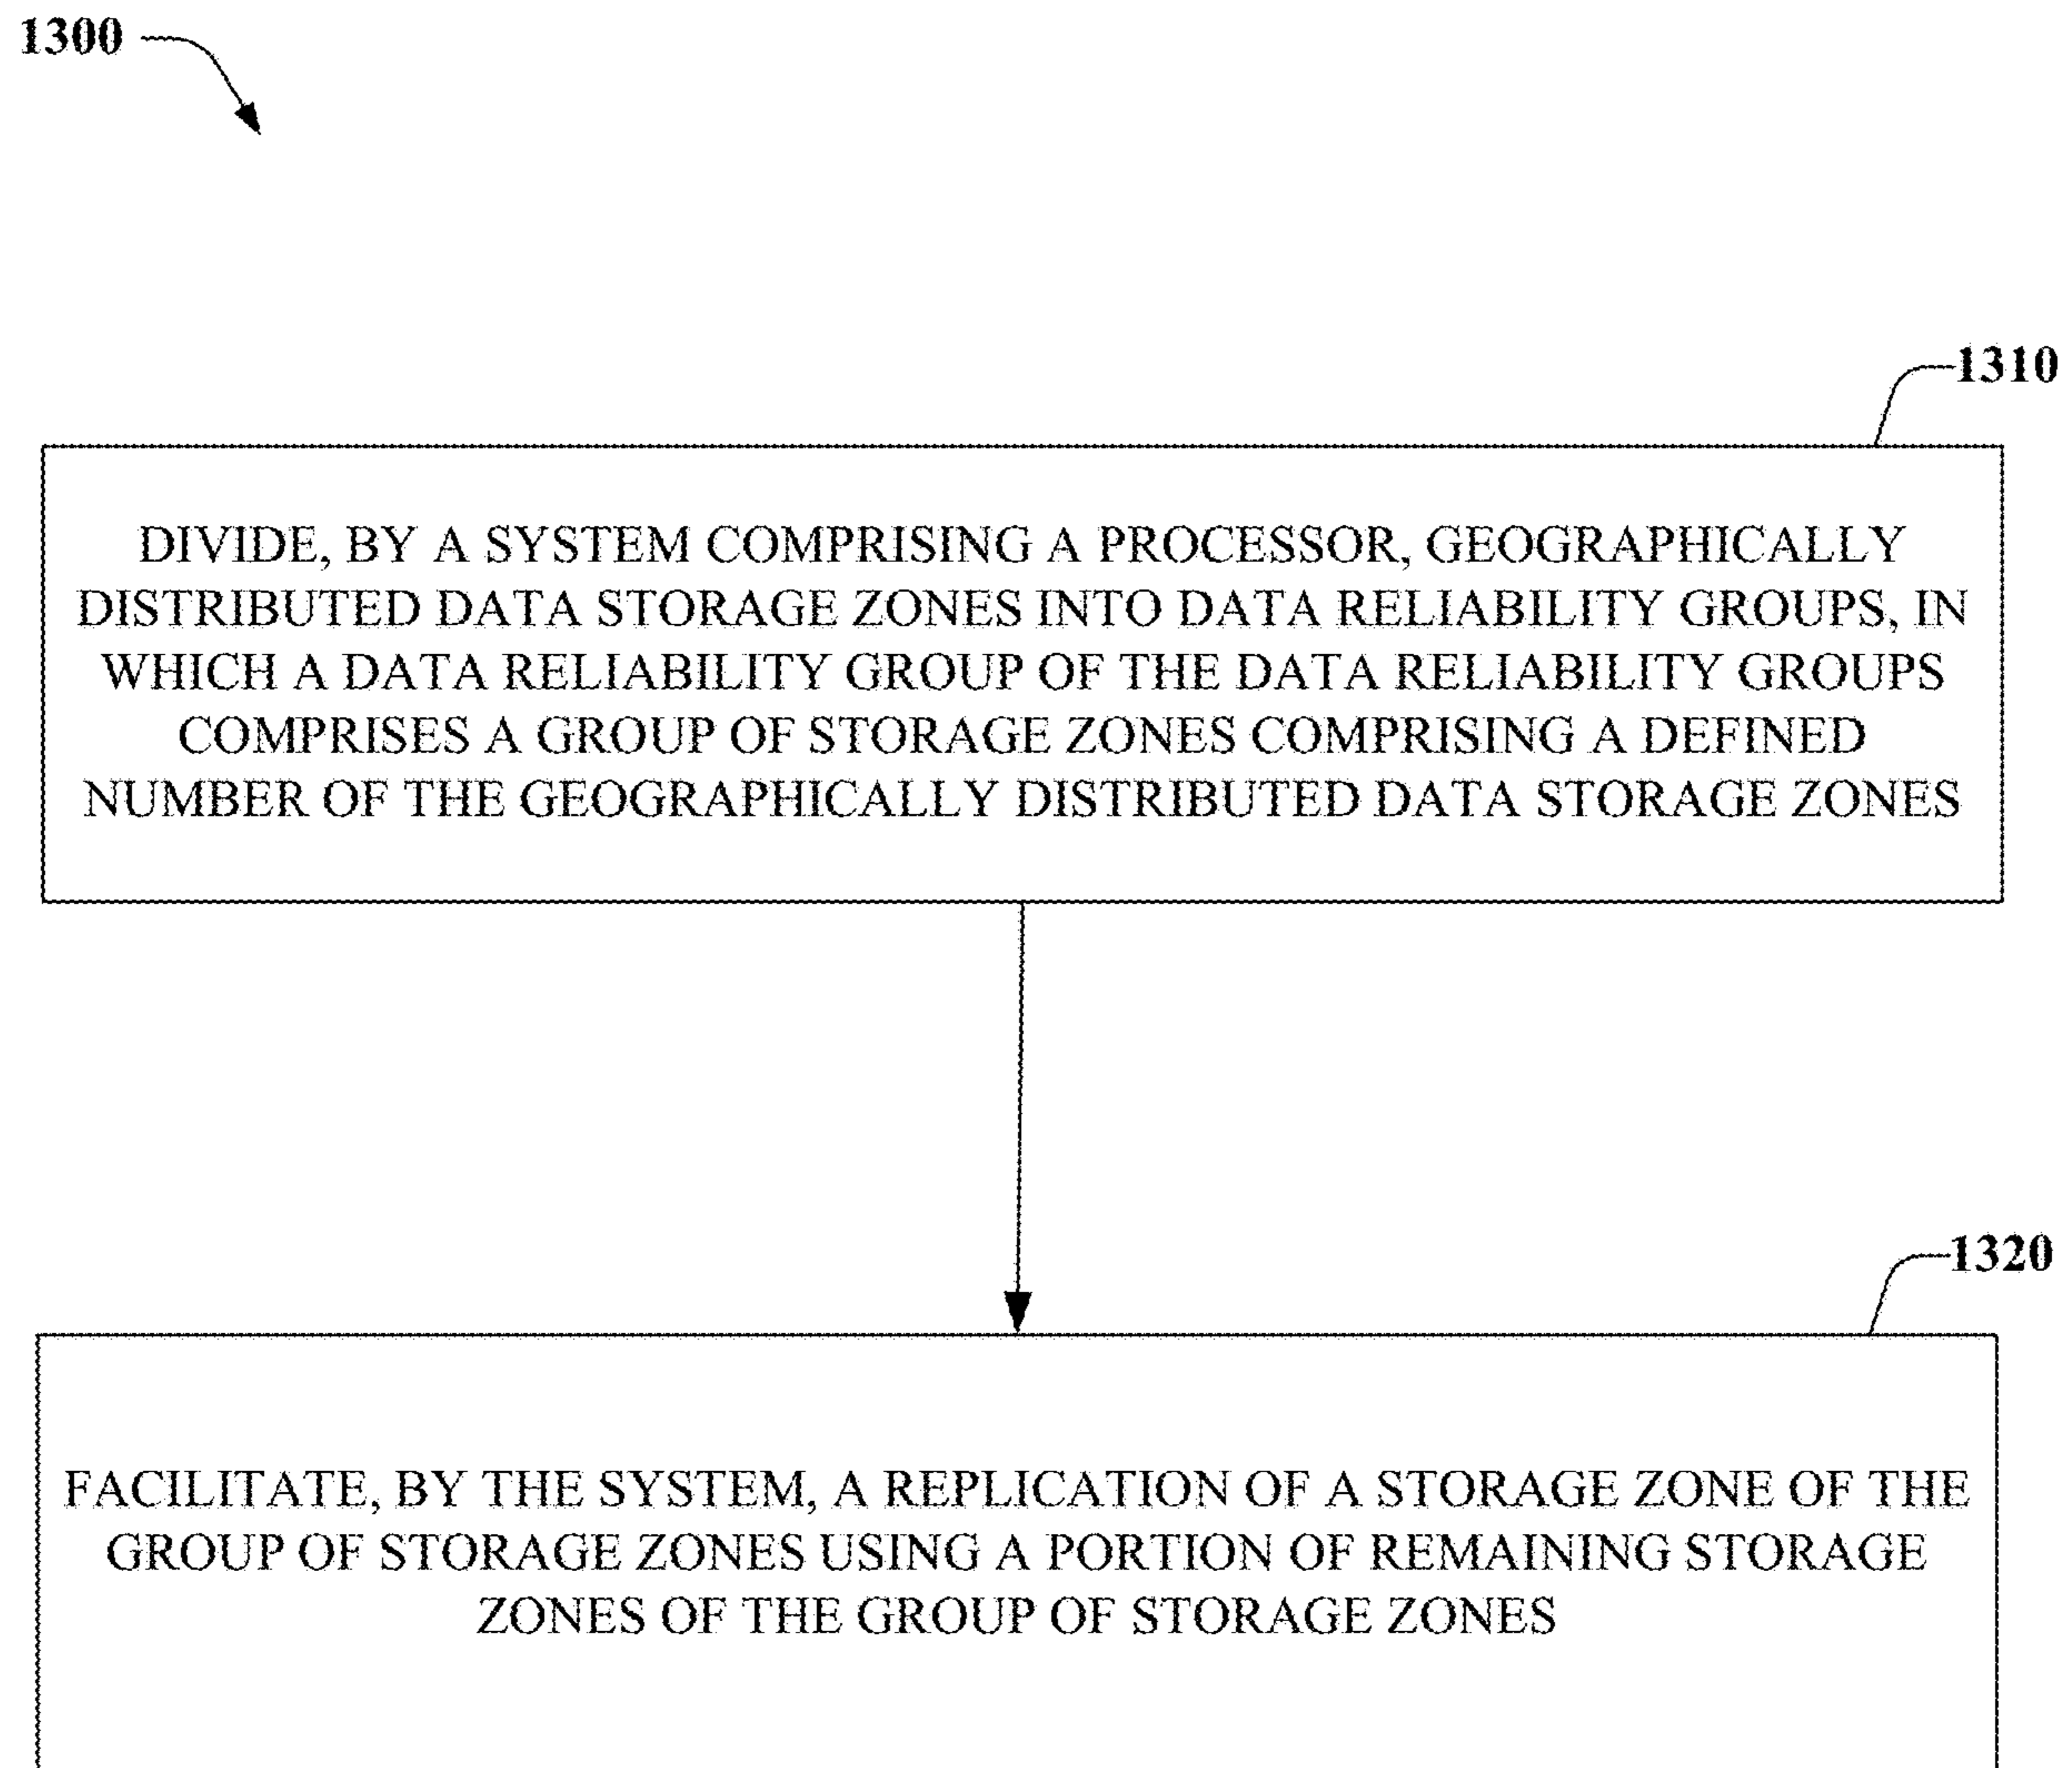 1300
1310
DIVIDE, BY A SYSTEM COMPRISING A PROCESSOR, GEOGRAPHICALLY
DISTRIBUTED DATA STORAGE ZONES INTO DATA RELIABILITY GROUPS, IN
WHICH A DATA RELIABILITY GROUP OF THE DATA RELIABILITY GROUPS
COMPRISES A GROUP OF STORAGE ZONES COMPRISING A DEFINED
NUMBER OF THE GEOGRAPHICALLY DISTRIBUTED DATA STORAGE ZONES
1320
FACILITATE, BY THE SYSTEM, A REPLICATION OF A STORAGE ZONE OF THE
GROUP OF STORAGE ZONES USING A PORTION OF REMAINING STORAGE
ZONES OF THE GROUP OF STORAGE ZONES